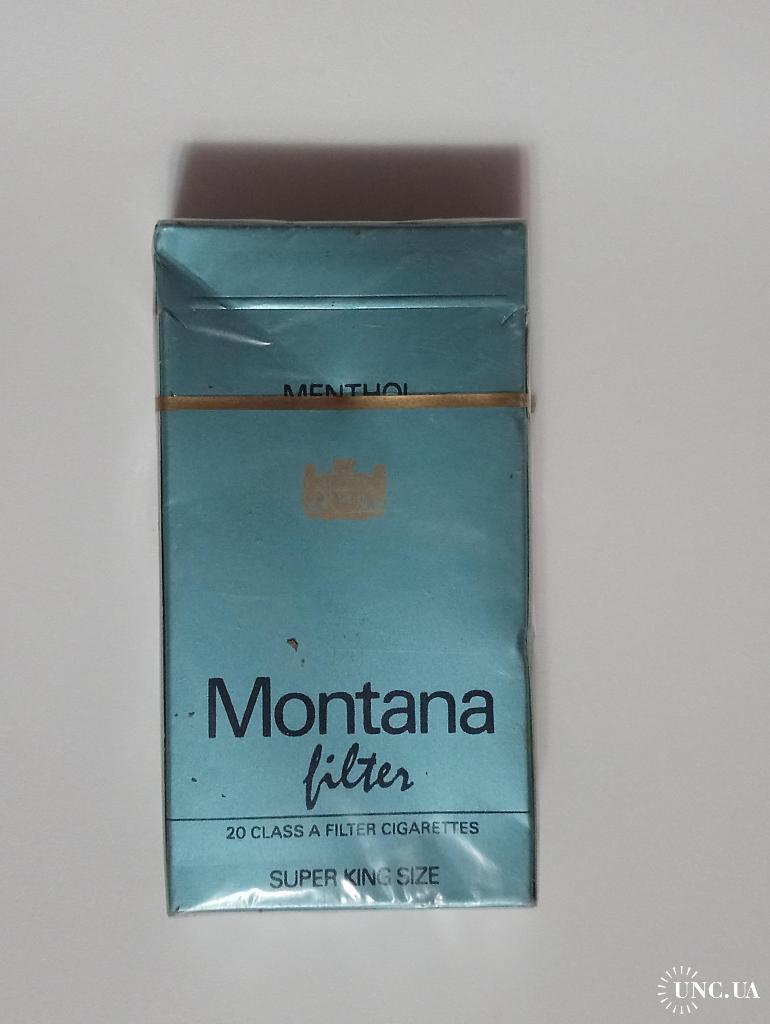 MENTHOL
Montana
filter
20 CLASS A FILTER CIGARETTES
SUPER KING SIZE
UNC.UA